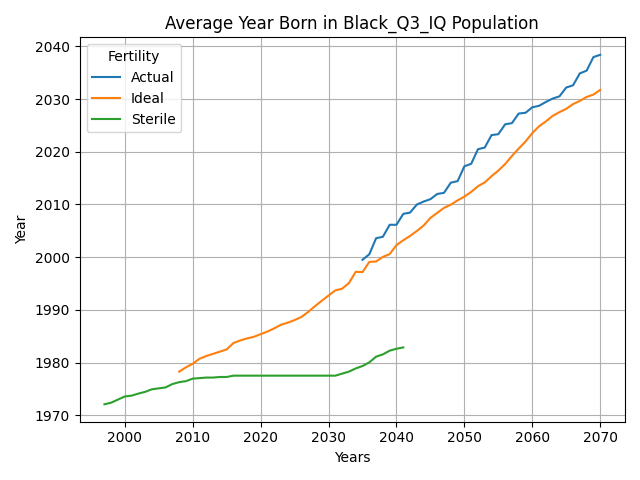 Average Year Born in Black_Q3_IQ Population
Fertility
Actual
Ideal
Sterile
2040
2030
2020
2010
2000
1990
1980
1970
Year
2000
2010
2020
2030
2040
2050
2060
2070
Years